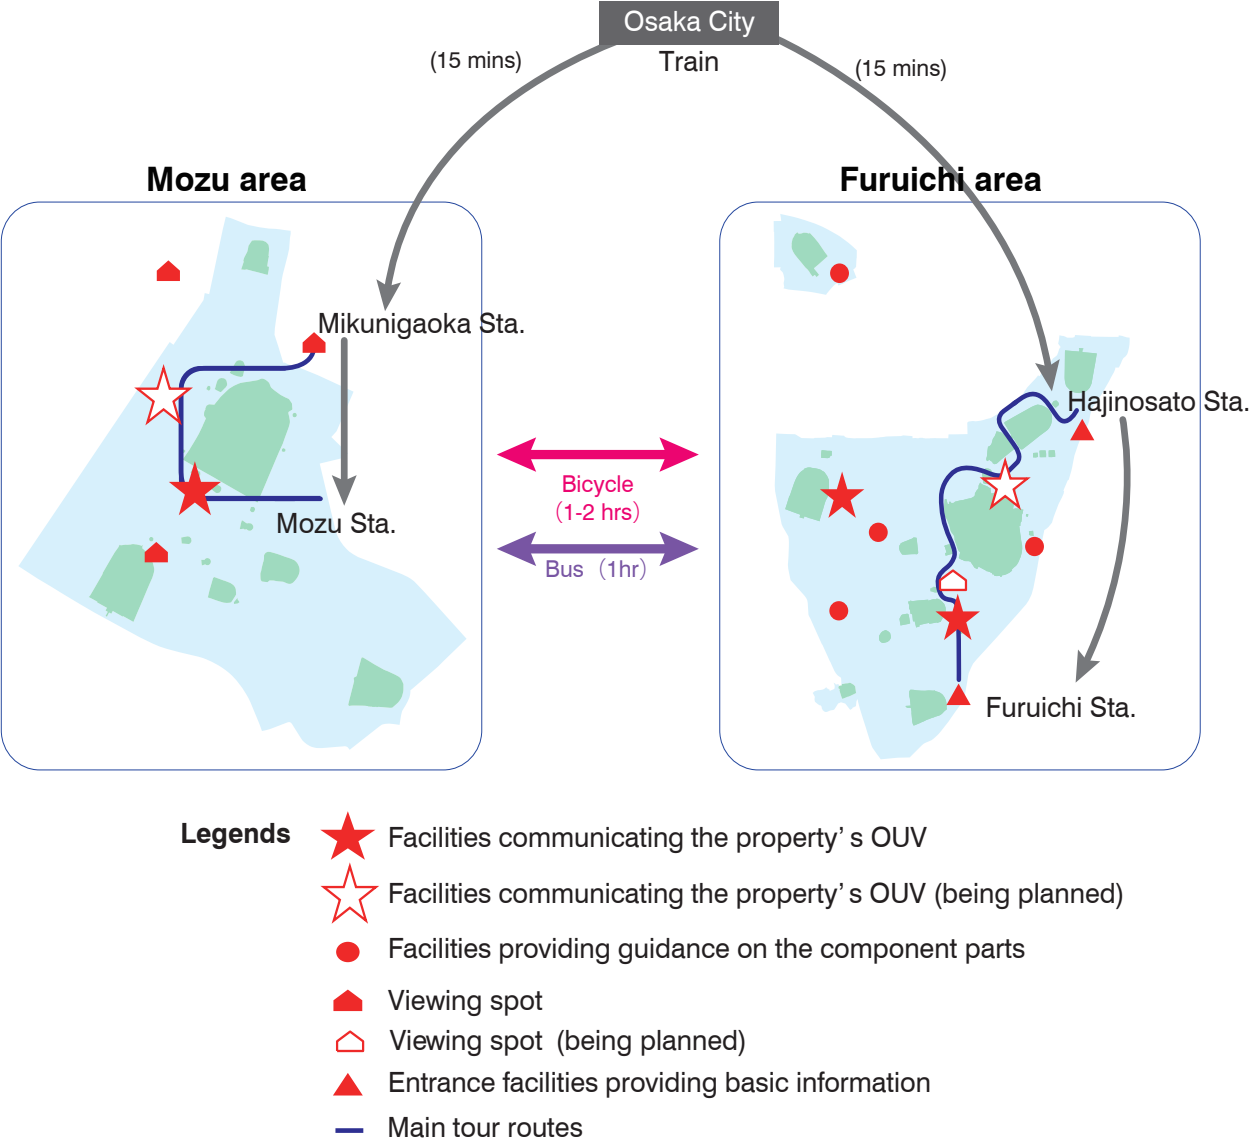 Osaka City
Train
(15 mins)
(15 mins)
Mozu area
Furuichi area
Mikunigaoka Sta.
Mozu Sta.
Hajinosato Sta.
Furuichi Sta.
Bicycle
（1-2 hrs）
Bus（1hr）
Legends
Facilities communicating the property’ s OUV
Facilities communicating the property’ s OUV (being planned)
Facilities providing guidance on the component parts
Viewing spot
Viewing spot (being planned)
Entrance facilities providing basic information
Main tour routes